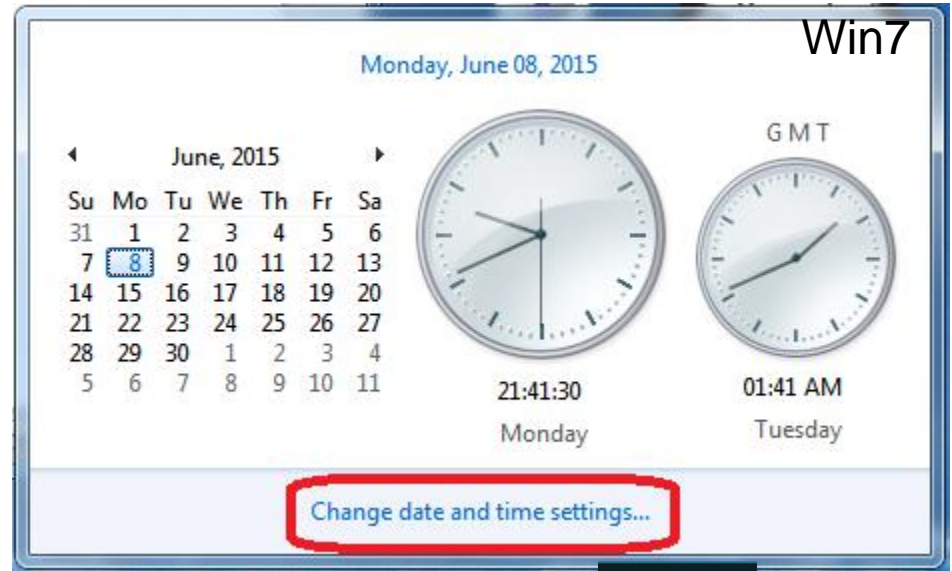 Win7
Monday, June 08, 2015
June, 2015
Su Mo Tu We Th Fr Sa
31 1 2 3 4 5 6
7 8 9 10 11 12 13
14 15 16 17 18 19 20
21 22 23 24 25 26 27
28 29 30 1 2 3 4
5 6 7 8 9 10 11
21:41:30
Monday
GMT
01:41 AM
Tuesday
Change date and time settings...